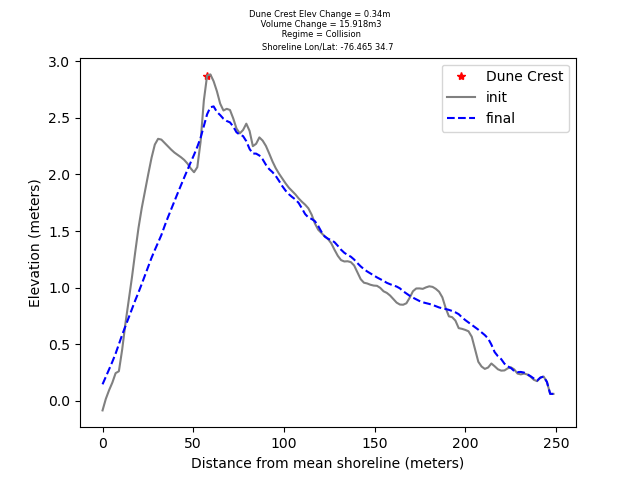 Dune Crest Elev Change = 0.34m
Volume Change = 15.918m3
Regime = Collision
Shoreline Lon/Lat: -76.465 34.7
3.0
2.5
2.0
1.5
1.0
0.5
0.0
Elevation (meters)
Dune Crest
init
final
0 50 100 150 200 250
Distance from mean shoreline (meters)